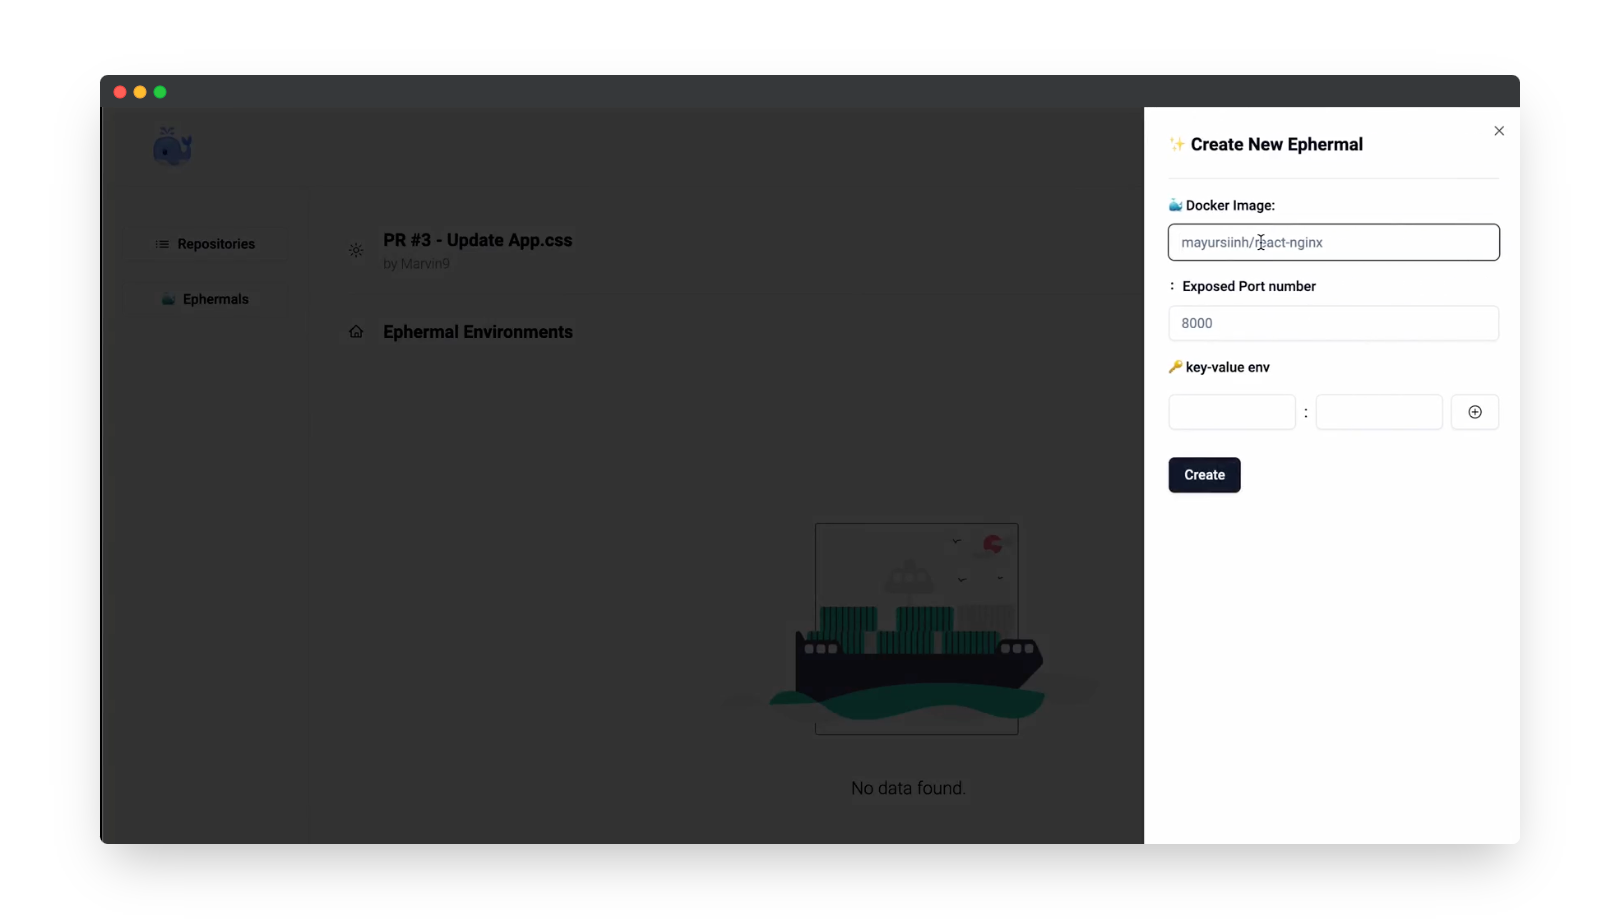 Repositories
Ephermals
PR #3 - Update App.css
by Marvin9
Ephermal Environments
No data found.
✨ Create New Ephermal
🐳 Docker Image:
mayursiinh/react-nginx
: Exposed Port number
8000
🔑 key-value env
:
Create